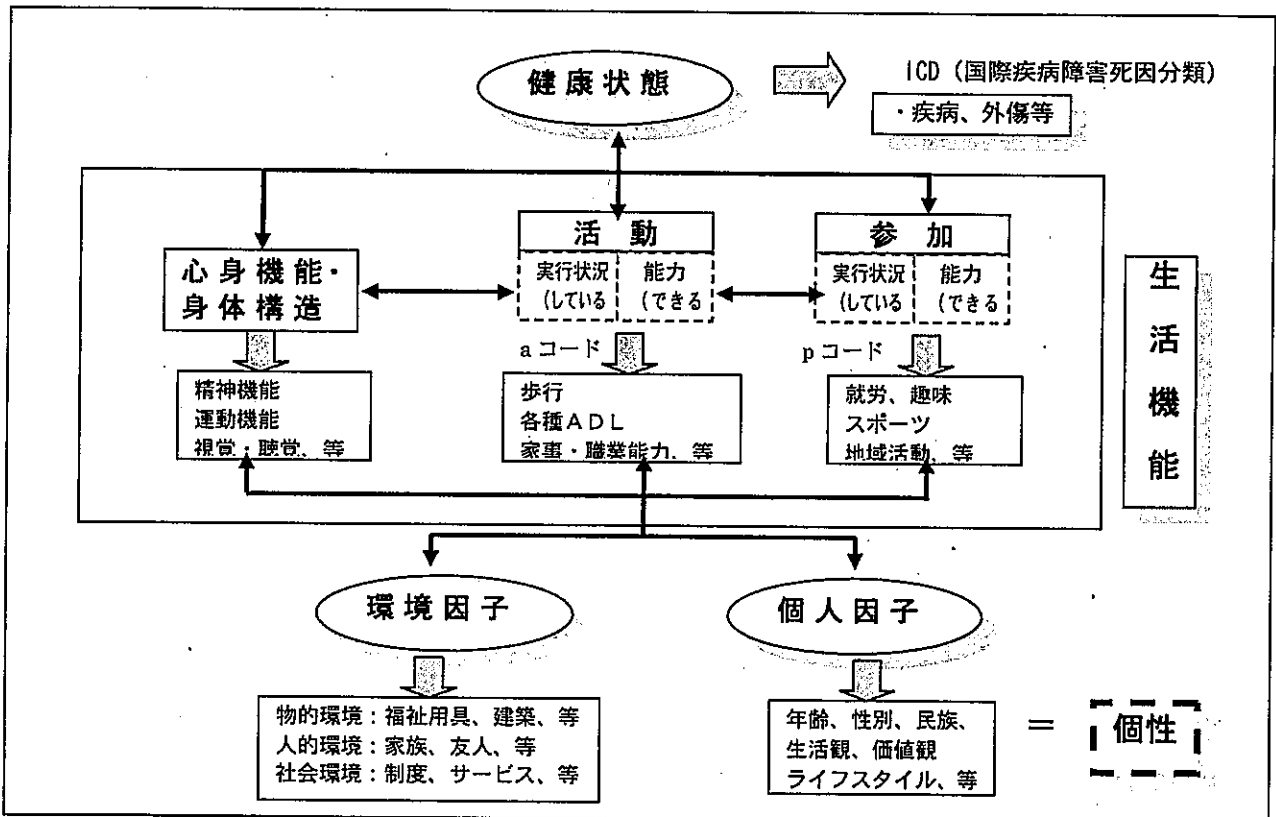 健康状態
ICD（国際疾病障害死因分類）
・疾病、外傷等
活動
参加
心身機能・
身体構造
実行状況
(している
能力
(できる
実行状況
(している
能力
(できる
生活機能
aコード
pコード
精神機能
運動機能
視覚・聴覚、等
歩行
各種ＡＤＬ
家事・職業能力、等
就労、趣味
スポーツ
地域活動、等
環境因子
個人因子
物的環境：福祉用具、建築、等
人的環境：家族、友人、等
社会環境：制度、サービス、等
年齢、性別、民族、
生活観、価値観
ライフスタイル、等
＝
個性